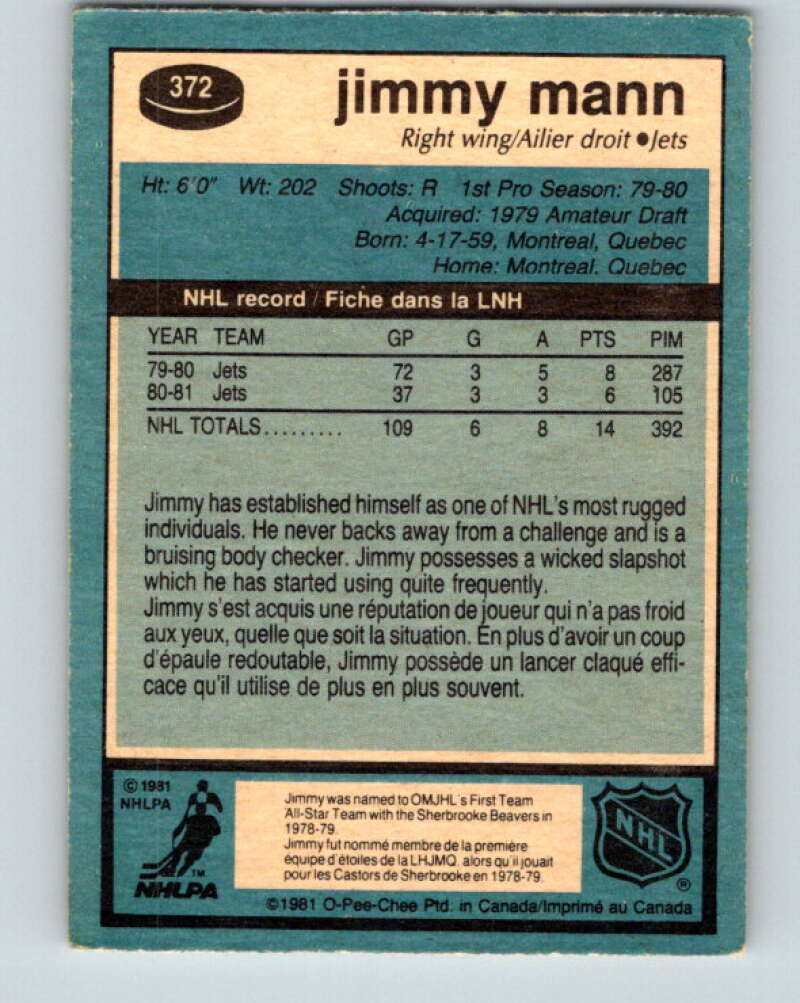 372
jimmy mann
Right wing/Ailier droit ● Jets
Ht: 6'0" Wt: 202 Shoots: R 1st Pro Season: 79-80
Acquired: 1979 Amateur Draft
Born: 4-17-59, Montreal, Quebec
Home: Montreal. Quebec
NHL record / Fiche dans la LNH
YEAR TEAM GP G A PTS PIM
79-80 Jets 72 3 5 8 287
80-81 Jets 37 3 3 6 105
NHL TOTALS......... 109 6 8 14 392
Jimmy has established himself as one of NHL's most rugged
individuals. He never backs away from a challenge and is a
bruising body checker. Jimmy possesses a wicked slapshot
which he has started using quite frequently.
Jimmy s'est acquis une réputation de joueur qui n'a pas froid
aux yeux, quelle que soit la situation. En plus d'avoir un coup
d'épaule redoutable, Jimmy possède un lancer claqué effi-
cace qu'il utilise de plus en plus souvent.
© 1981
NHLPA
TM
NHLPA
Jimmy was named to OMJHL's First Team
All-Star Team with the Sherbrooke Beavers in
1978-79.
Jimmy fut nommé membre de la première
équipe d'étoiles de la LHJMQ. alors qu'il jouait
pour les Castors de Sherbrooke en 1978-79.
NHL
®
©1981 O-Pee-Chee Ptd. in Canada/Imprimé au Canada